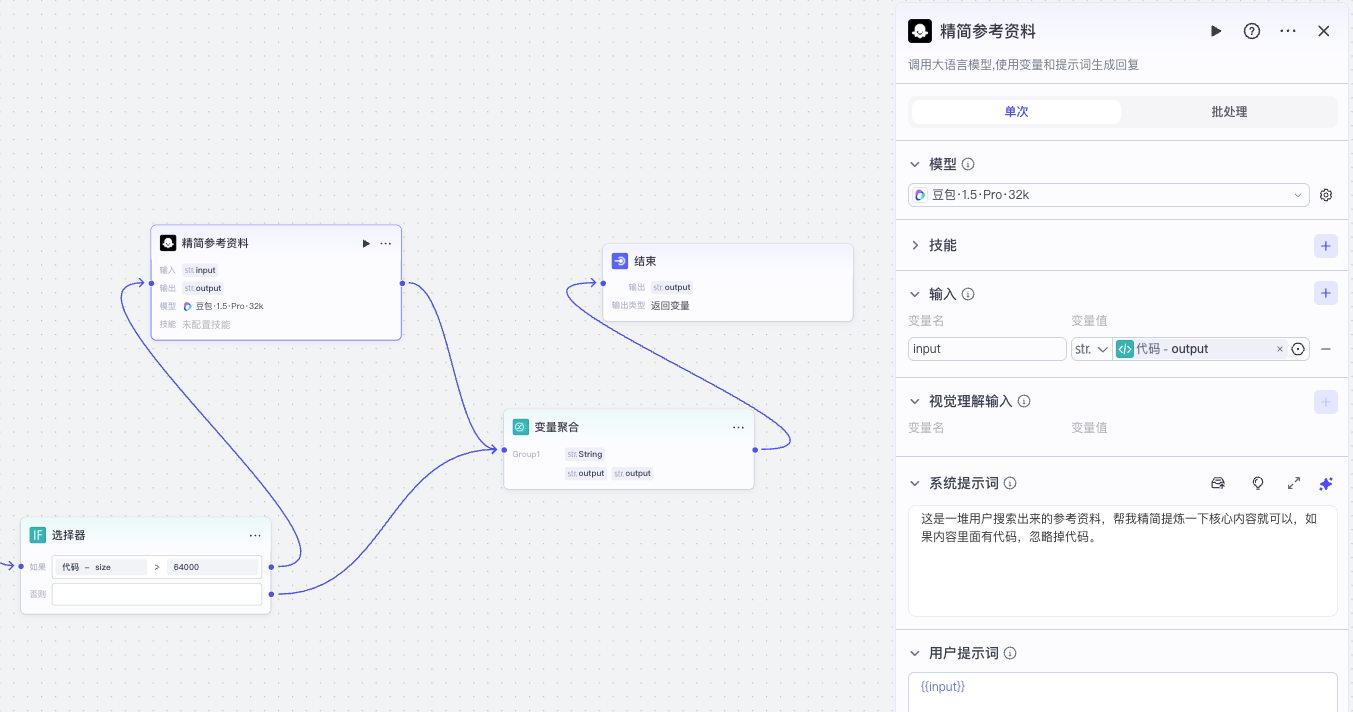 精简参考资料
输入 str. input
输出 str. output
模型 豆包·1.5·Pro·32k
技能 未配置技能
结束
输出 str. output
输出类型 返回变量
变量聚合
Group1 str. String
str. output str. output
IF 选择器
如果 代码 - size > 64000
否则
精简参考资料
调用大语言模型,使用变量和提示词生成回复
单次 批处理
模型
豆包·1.5·Pro·32k
技能
输入
变量名 变量值
input str. 代码 - output
视觉理解输入
变量名 变量值
系统提示词
这是一堆用户搜索出来的参考资料，帮我精简提炼一下核心内容就可以，如
果内容里面有代码，忽略掉代码。
用户提示词
{{input}}